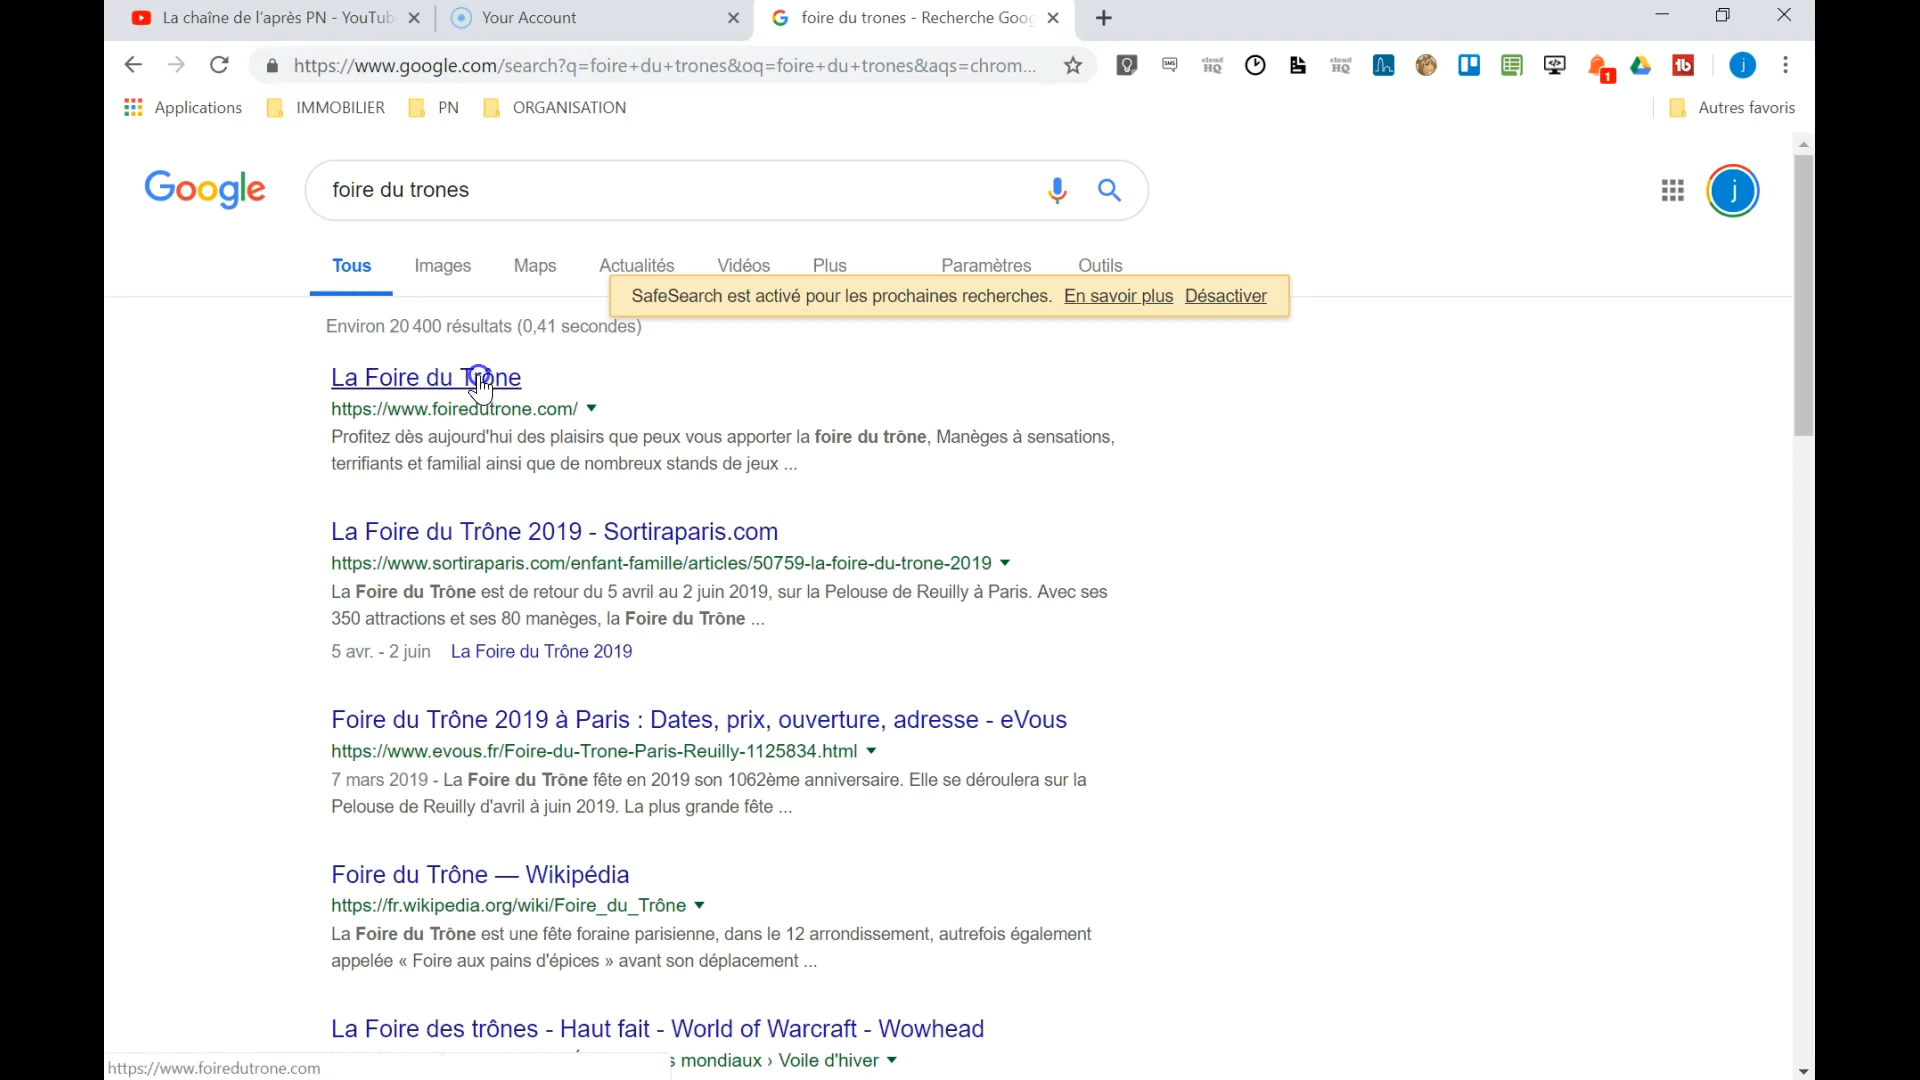 La chaîne de l'après PN - YouTub
Your Account
foire du trones - Recherche Goog
https://www.google.com/search?q=foire+du+trones&oq=foire+du+trones&aqs=chrom...
SMS
cloud HQ
cloud HQ
1
j
Applications
IMMOBILIER
PN
ORGANISATION
Autres favoris
Google
foire du trones
j
Tous
Images
Maps
Actualités
Vidéos
Plus
Paramètres
Outils
SafeSearch est activé pour les prochaines recherches. En savoir plus Désactiver
Environ 20 400 résultats (0,41 secondes)
La Foire du Trône
https://www.foiredutrone.com/
Profitez dès aujourd'hui des plaisirs que peux vous apporter la foire du trône, Manèges à sensations,
terrifiants et familial ainsi que de nombreux stands de jeux ...
La Foire du Trône 2019 - Sortiraparis.com
https://www.sortiraparis.com/enfant-famille/articles/50759-la-foire-du-trone-2019
La Foire du Trône est de retour du 5 avril au 2 juin 2019, sur la Pelouse de Reuilly à Paris. Avec ses
350 attractions et ses 80 manèges, la Foire du Trône ...
5 avr. - 2 juin La Foire du Trône 2019
Foire du Trône 2019 à Paris : Dates, prix, ouverture, adresse - eVous
https://www.evous.fr/Foire-du-Trone-Paris-Reuilly-1125834.html
7 mars 2019 - La Foire du Trône fête en 2019 son 1062ème anniversaire. Elle se déroulera sur la
Pelouse de Reuilly d'avril à juin 2019. La plus grande fête ...
Foire du Trône — Wikipédia
https://fr.wikipedia.org/wiki/Foire_du_Trône
La Foire du Trône est une fête foraine parisienne, dans le 12 arrondissement, autrefois également
appelée « Foire aux pains d'épices » avant son déplacement ...
La Foire des trônes - Haut fait - World of Warcraft - Wowhead
s mondiaux › Voile d'hiver
https://www.foiredutrone.com